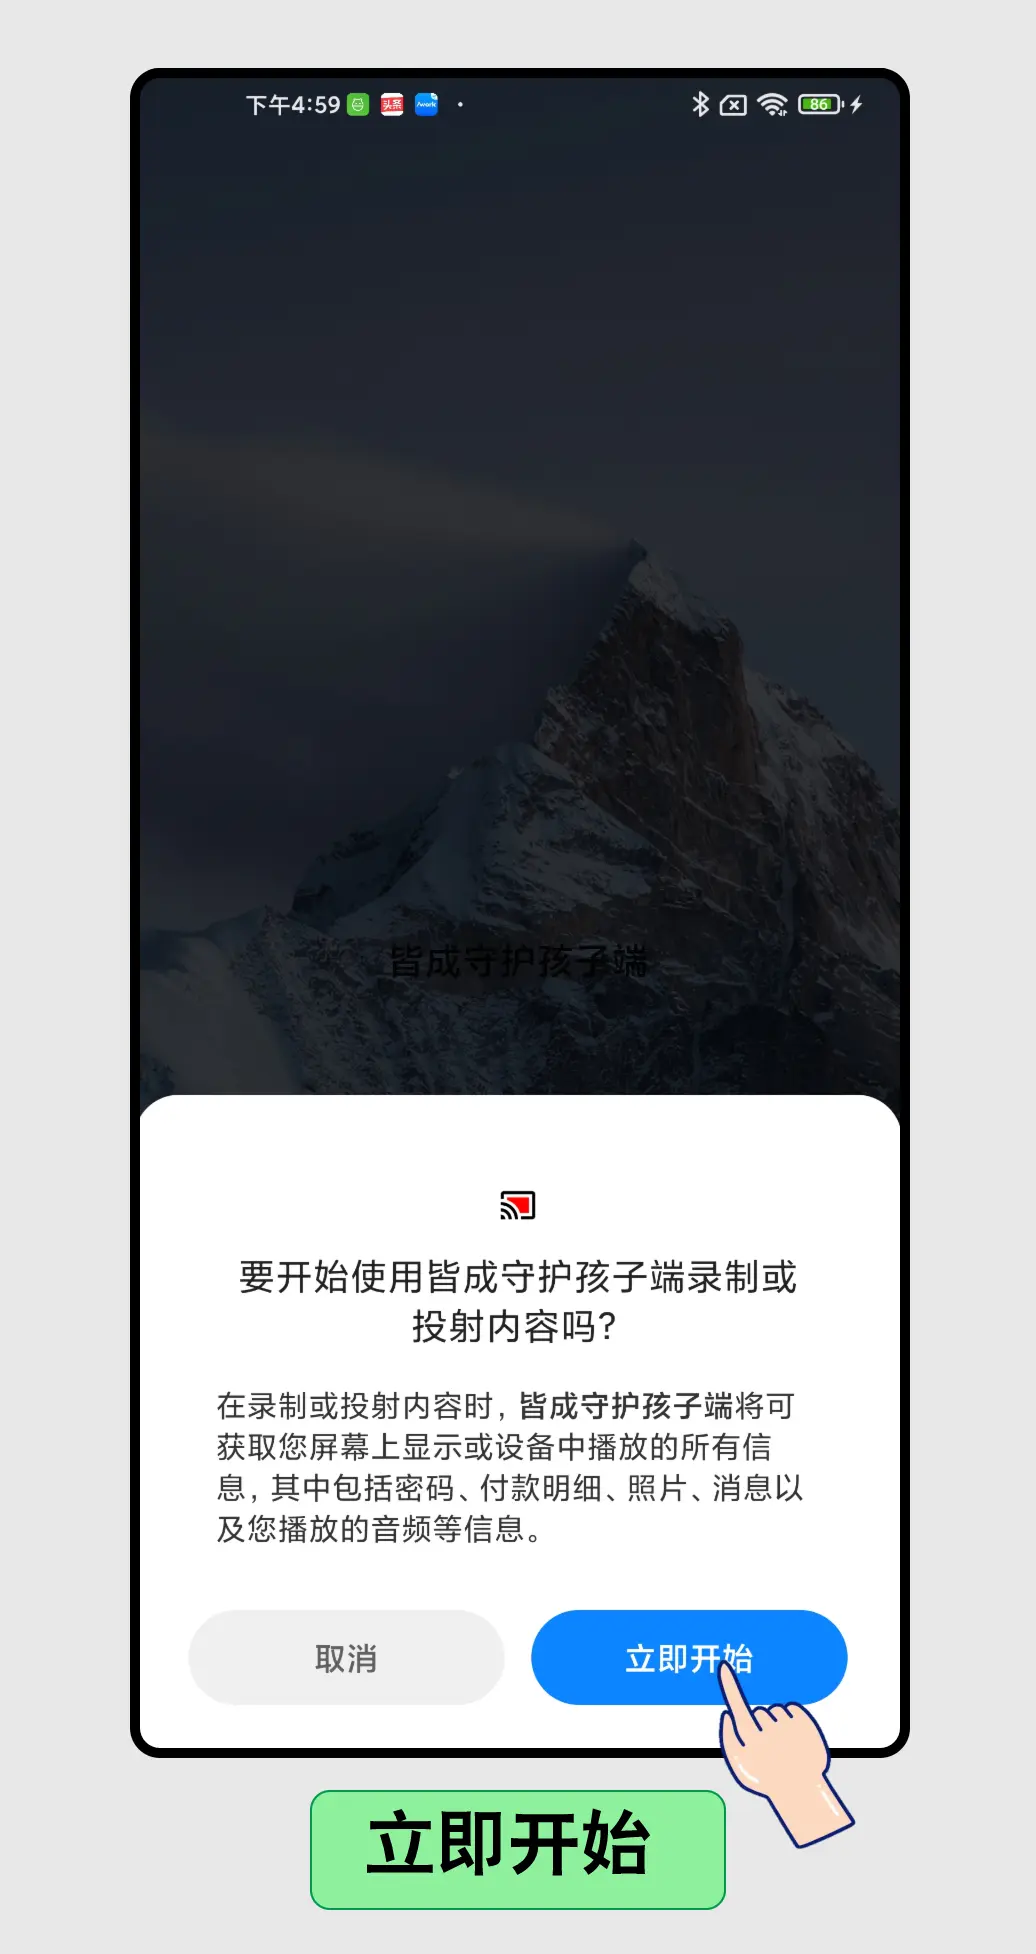 下午4:59
头条
86
皆成守护孩子端
要开始使用皆成守护孩子端录制或
投射内容吗?
在录制或投射内容时, 皆成守护孩子端将可
获取您屏幕上显示或设备中播放的所有信
息, 其中包括密码、付款明细、照片、消息以
及您播放的音频等信息。
取消
立即开始
立即开始